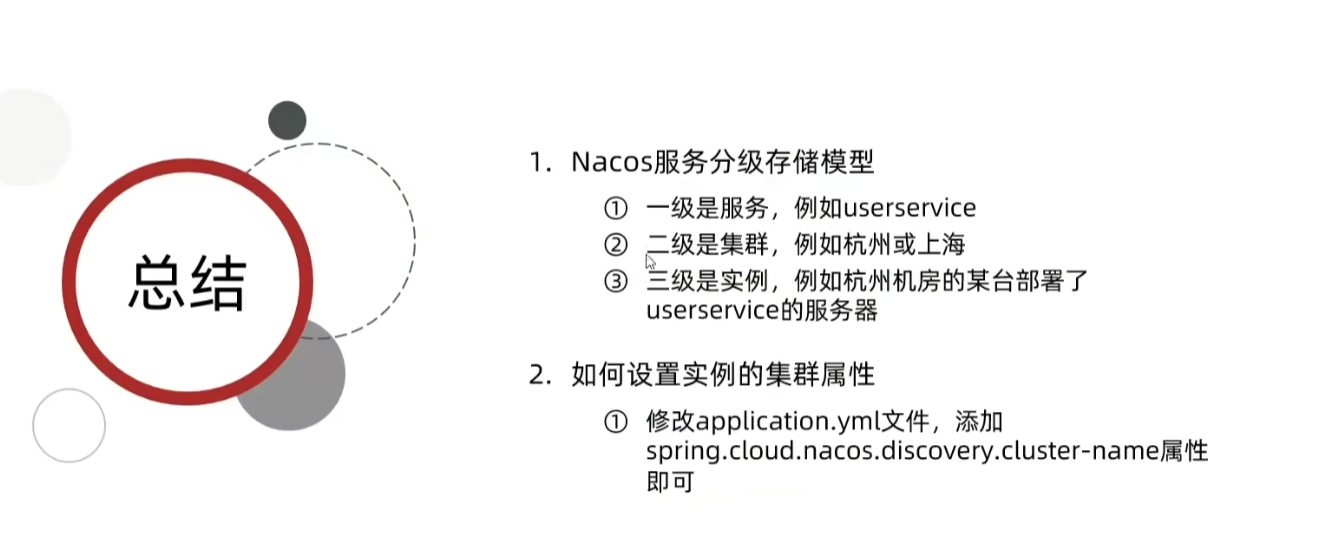 总结
1. Nacos服务分级存储模型
① 一级是服务，例如userservice
② 二级是集群，例如杭州或上海
③ 三级是实例，例如杭州机房的某台部署了
userservice的服务器
2. 如何设置实例的集群属性
① 修改application.yml文件，添加
spring.cloud.nacos.discovery.cluster-name属性
即可